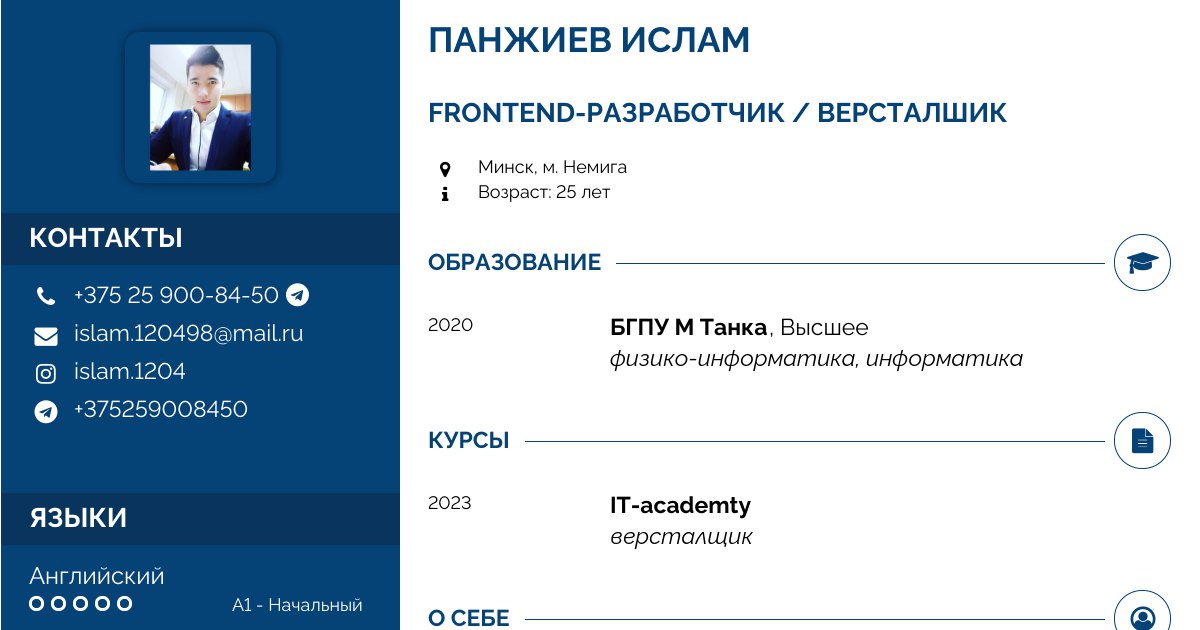 ПАНЖИЕВ ИСЛАМ
FRONTEND-РАЗРАБОТЧИК / ВЕРСТАЛШИК
Минск, м. Немига
Возраст: 25 лет
КОНТАКТЫ
+375 25 900-84-50
islam.120498@mail.ru
islam.1204
+375259008450
ЯЗЫКИ
Английский
A1 - Начальный
ОБРАЗОВАНИЕ
2020
БГПУ М Танка, Высшее
физико-информатика, информатика
КУРСЫ
2023
IT-academty
версталщик
О СЕБЕ